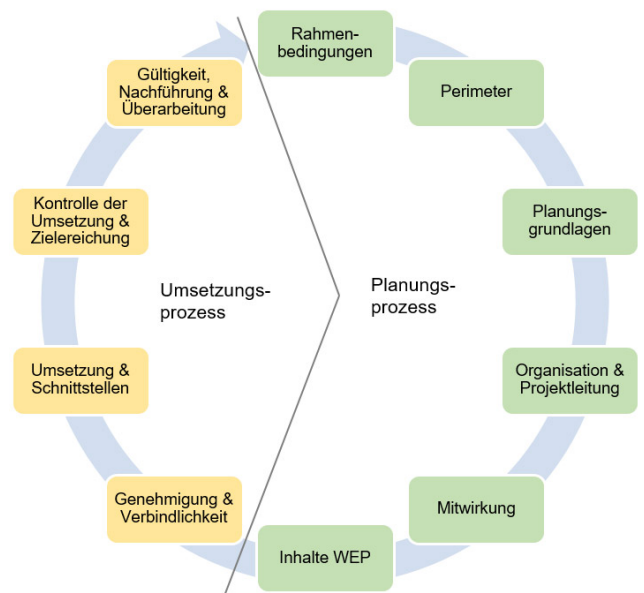 Rahmen-
bedingungen
Perimeter
Planungs-
grundlagen
Organisation &
Projektleitung
Mitwirkung
Inhalte WEP
Genehmigung &
Verbindlichkeit
Umsetzung &
Schnittstellen
Kontrolle der
Umsetzung &
Zielereichung
Gültigkeit,
Nachführung &
Überarbeitung
Umsetzungs-
prozess
Planungs-
prozess